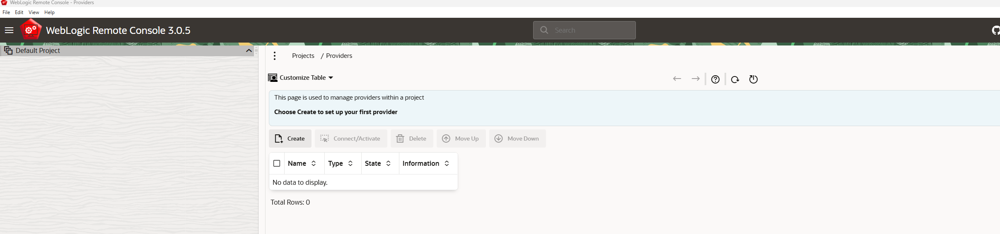 WebLogic Remote Console - Providers
File Edit View Help
WebLogic Remote Console 3.0.5
Search
Default Project
Projects / Providers
Customize Table
This page is used to manage providers within a project
Choose Create to set up your first provider
Create Connect/Activate Delete Move Up Move Down
Name Type State Information
No data to display.
Total Rows: 0